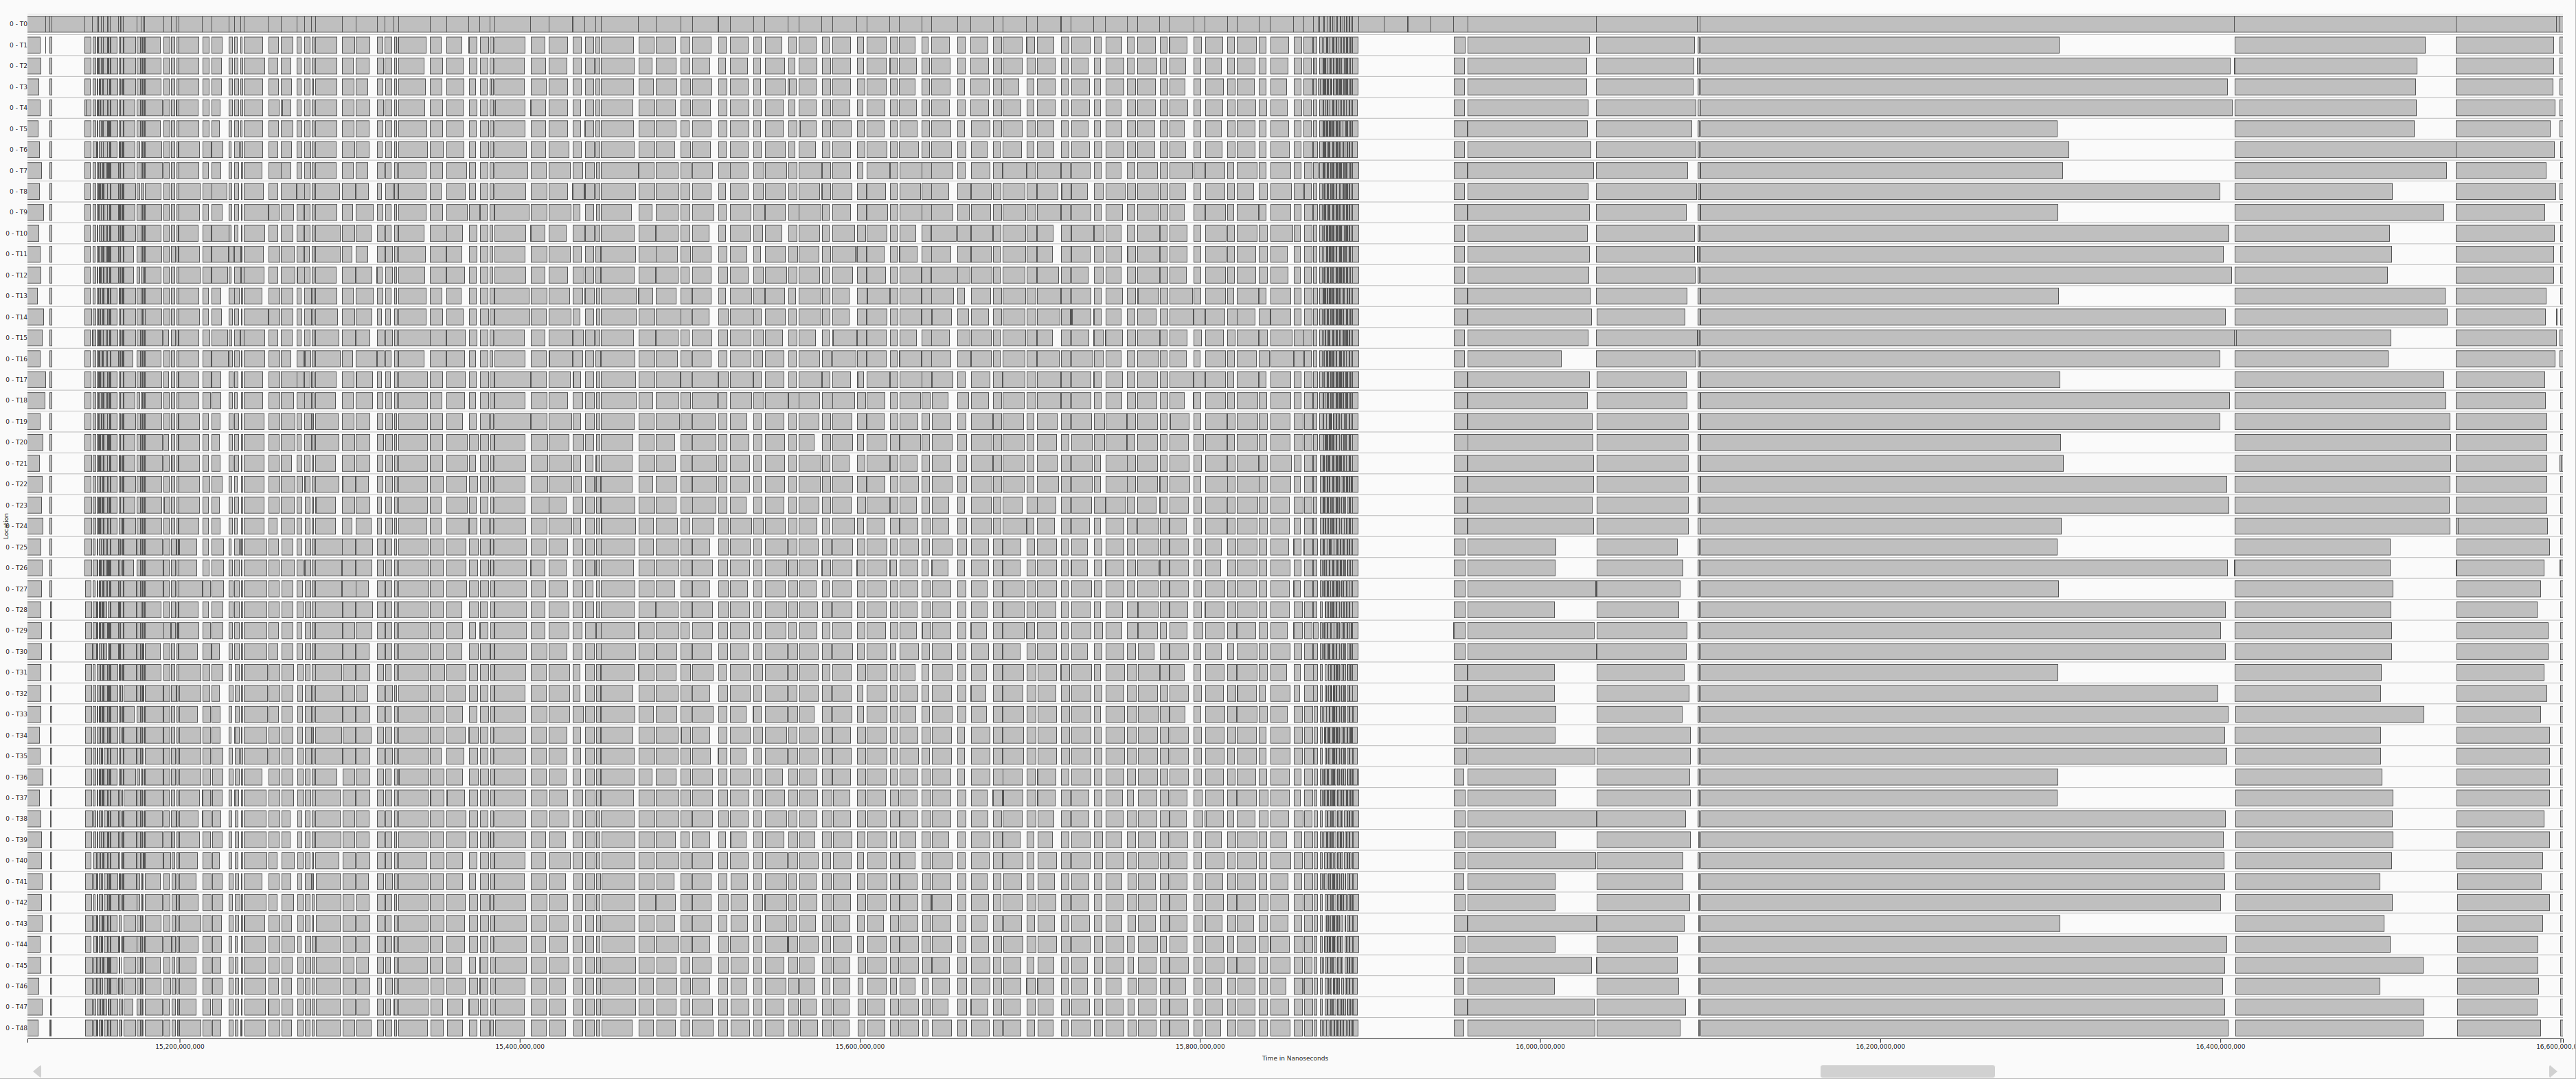 0 - T0
0 - T1
0 - T2
0 - T3
0 - T4
0 - T5
0 - T6
0 - T7
0 - T8
0 - T9
0 - T10
0 - T11
0 - T12
0 - T13
0 - T14
0 - T15
0 - T16
0 - T17
0 - T18
0 - T19
0 - T20
0 - T21
0 - T22
0 - T23
Location
0 - T24
0 - T25
0 - T26
0 - T27
0 - T28
0 - T29
0 - T30
0 - T31
0 - T32
0 - T33
0 - T34
0 - T35
0 - T36
0 - T37
0 - T38
0 - T39
0 - T40
0 - T41
0 - T42
0 - T43
0 - T44
0 - T45
0 - T46
0 - T47
0 - T48
15,200,000,000 15,400,000,000 15,600,000,000 15,800,000,000 16,000,000,000 16,200,000,000 16,400,000,000 16,600,000,0
Time in Nanoseconds